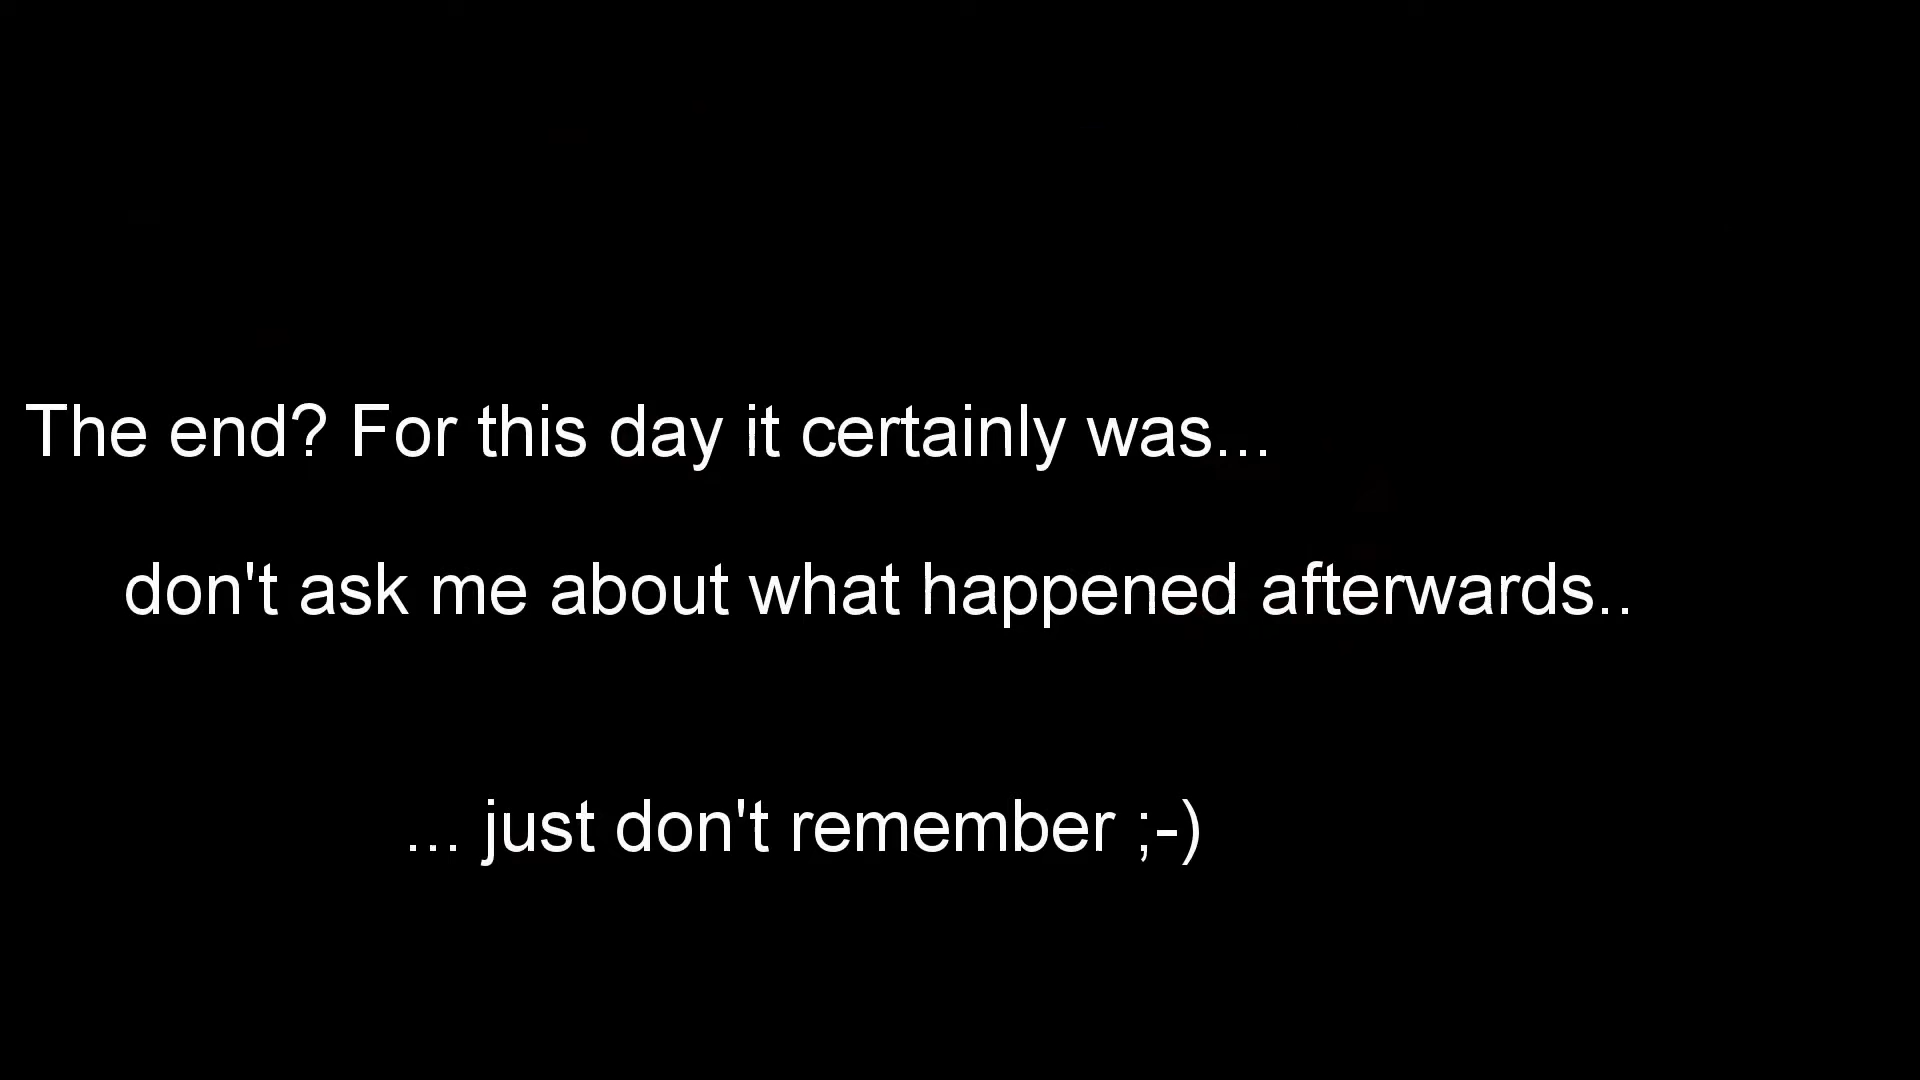 The end? For this day it certainly was...
don't ask me about what happened afterwards..
... just don't remember ;-)